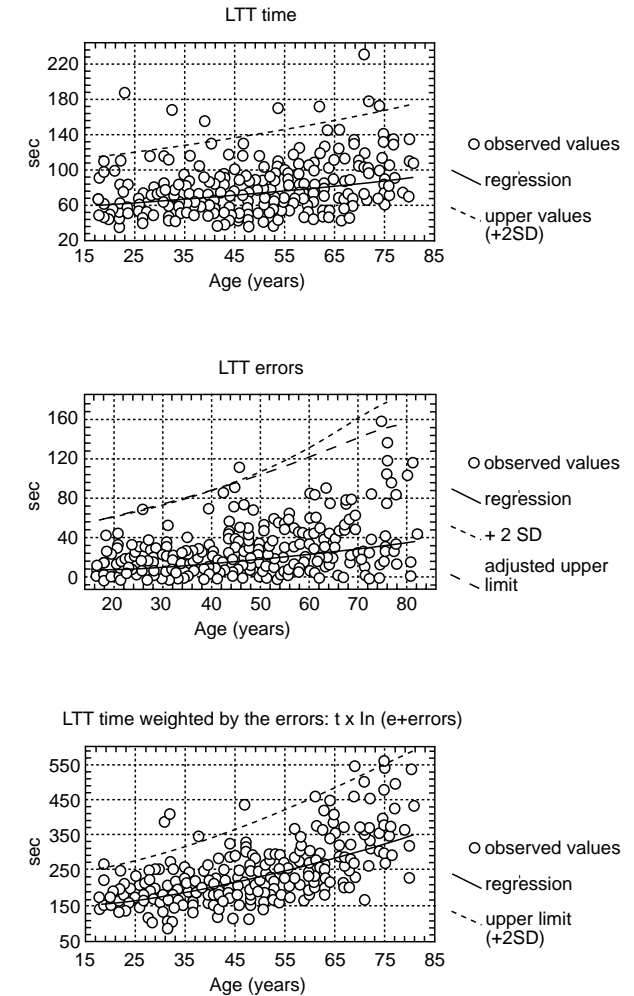 LTT time
220
180
140
100
60
20
sec
15 25 35 45 55 65 75 85
Age (years)
observed values
regression
upper values
(+2SD)
LTT errors
160
120
80
40
0
sec
20 30 40 50 60 70 80
Age (years)
observed values
regression
+ 2 SD
adjusted upper
limit
LTT time weighted by the errors: t x ln (e+errors)
550
450
350
250
150
50
sec
15 25 35 45 55 65 75 85
Age (years)
observed values
regression
upper limit
(+2SD)